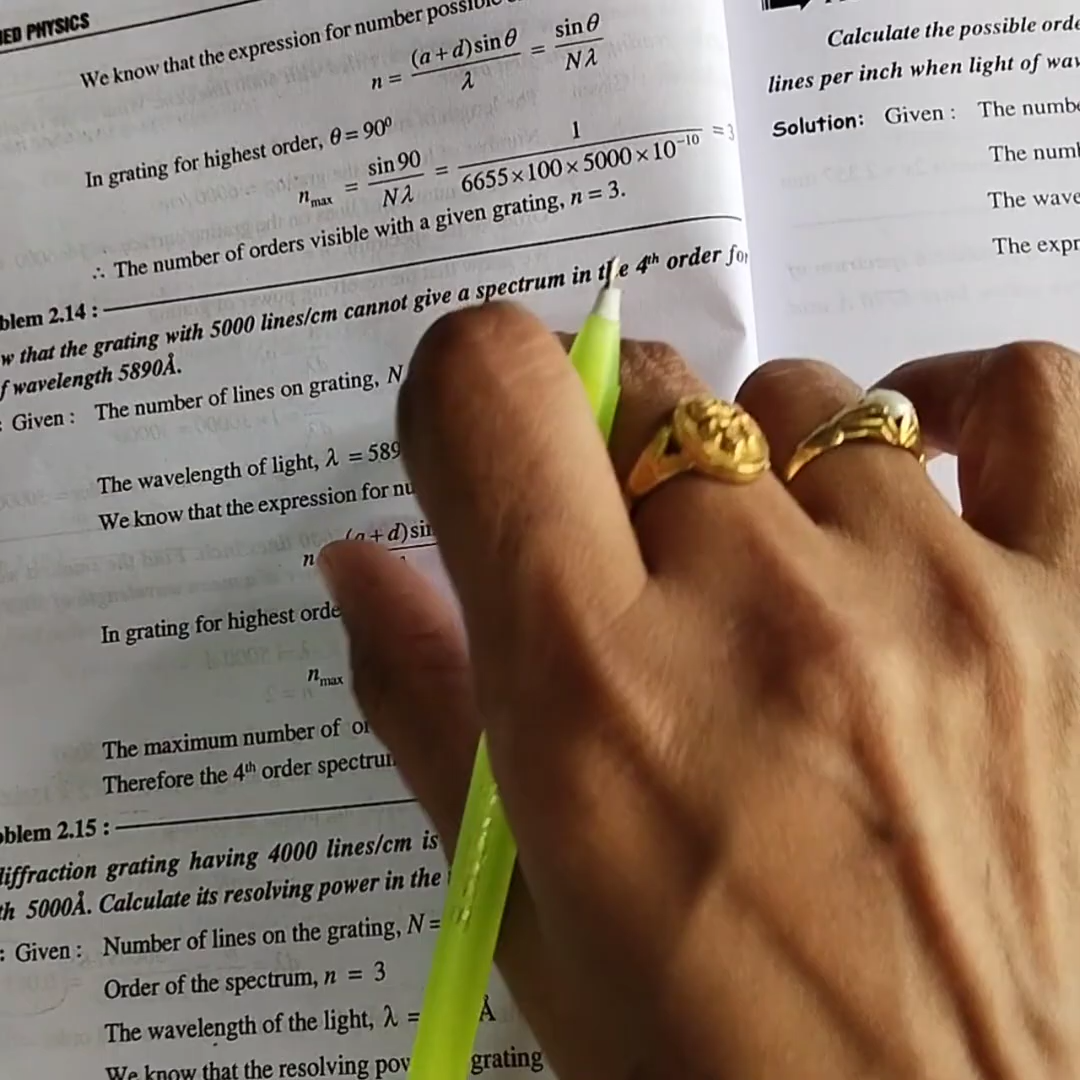 IED PHYSICS
We know that the expression for number
n = (a + d) sin θ / λ = sin θ / Nλ
In grating for highest order, θ = 90⁰
n_max = sin 90 / Nλ = 1 / 6655 × 100 × 5000 × 10⁻¹⁰ = 3
∴ The number of orders visible with a given grating, n = 3.
blem 2.14 :
w that the grating with 5000 lines/cm cannot give a spectrum in the 4th order for
f wavelength 5890Å.
: Given : The number of lines on grating, N
The wavelength of light, λ = 589
We know that the expression for nu
n (a + d) sin
In grating for highest orde
n_max
The maximum number of or
Therefore the 4th order spectru
oblem 2.15 :
diffraction grating having 4000 lines/cm is
th 5000Å. Calculate its resolving power in the
: Given : Number of lines on the grating, N =
Order of the spectrum, n = 3
The wavelength of the light, λ = Å
We know that the resolving pow grating
Calculate the possible orde
lines per inch when light of wav
Solution: Given : The numbe
The numb
The wave
The expr